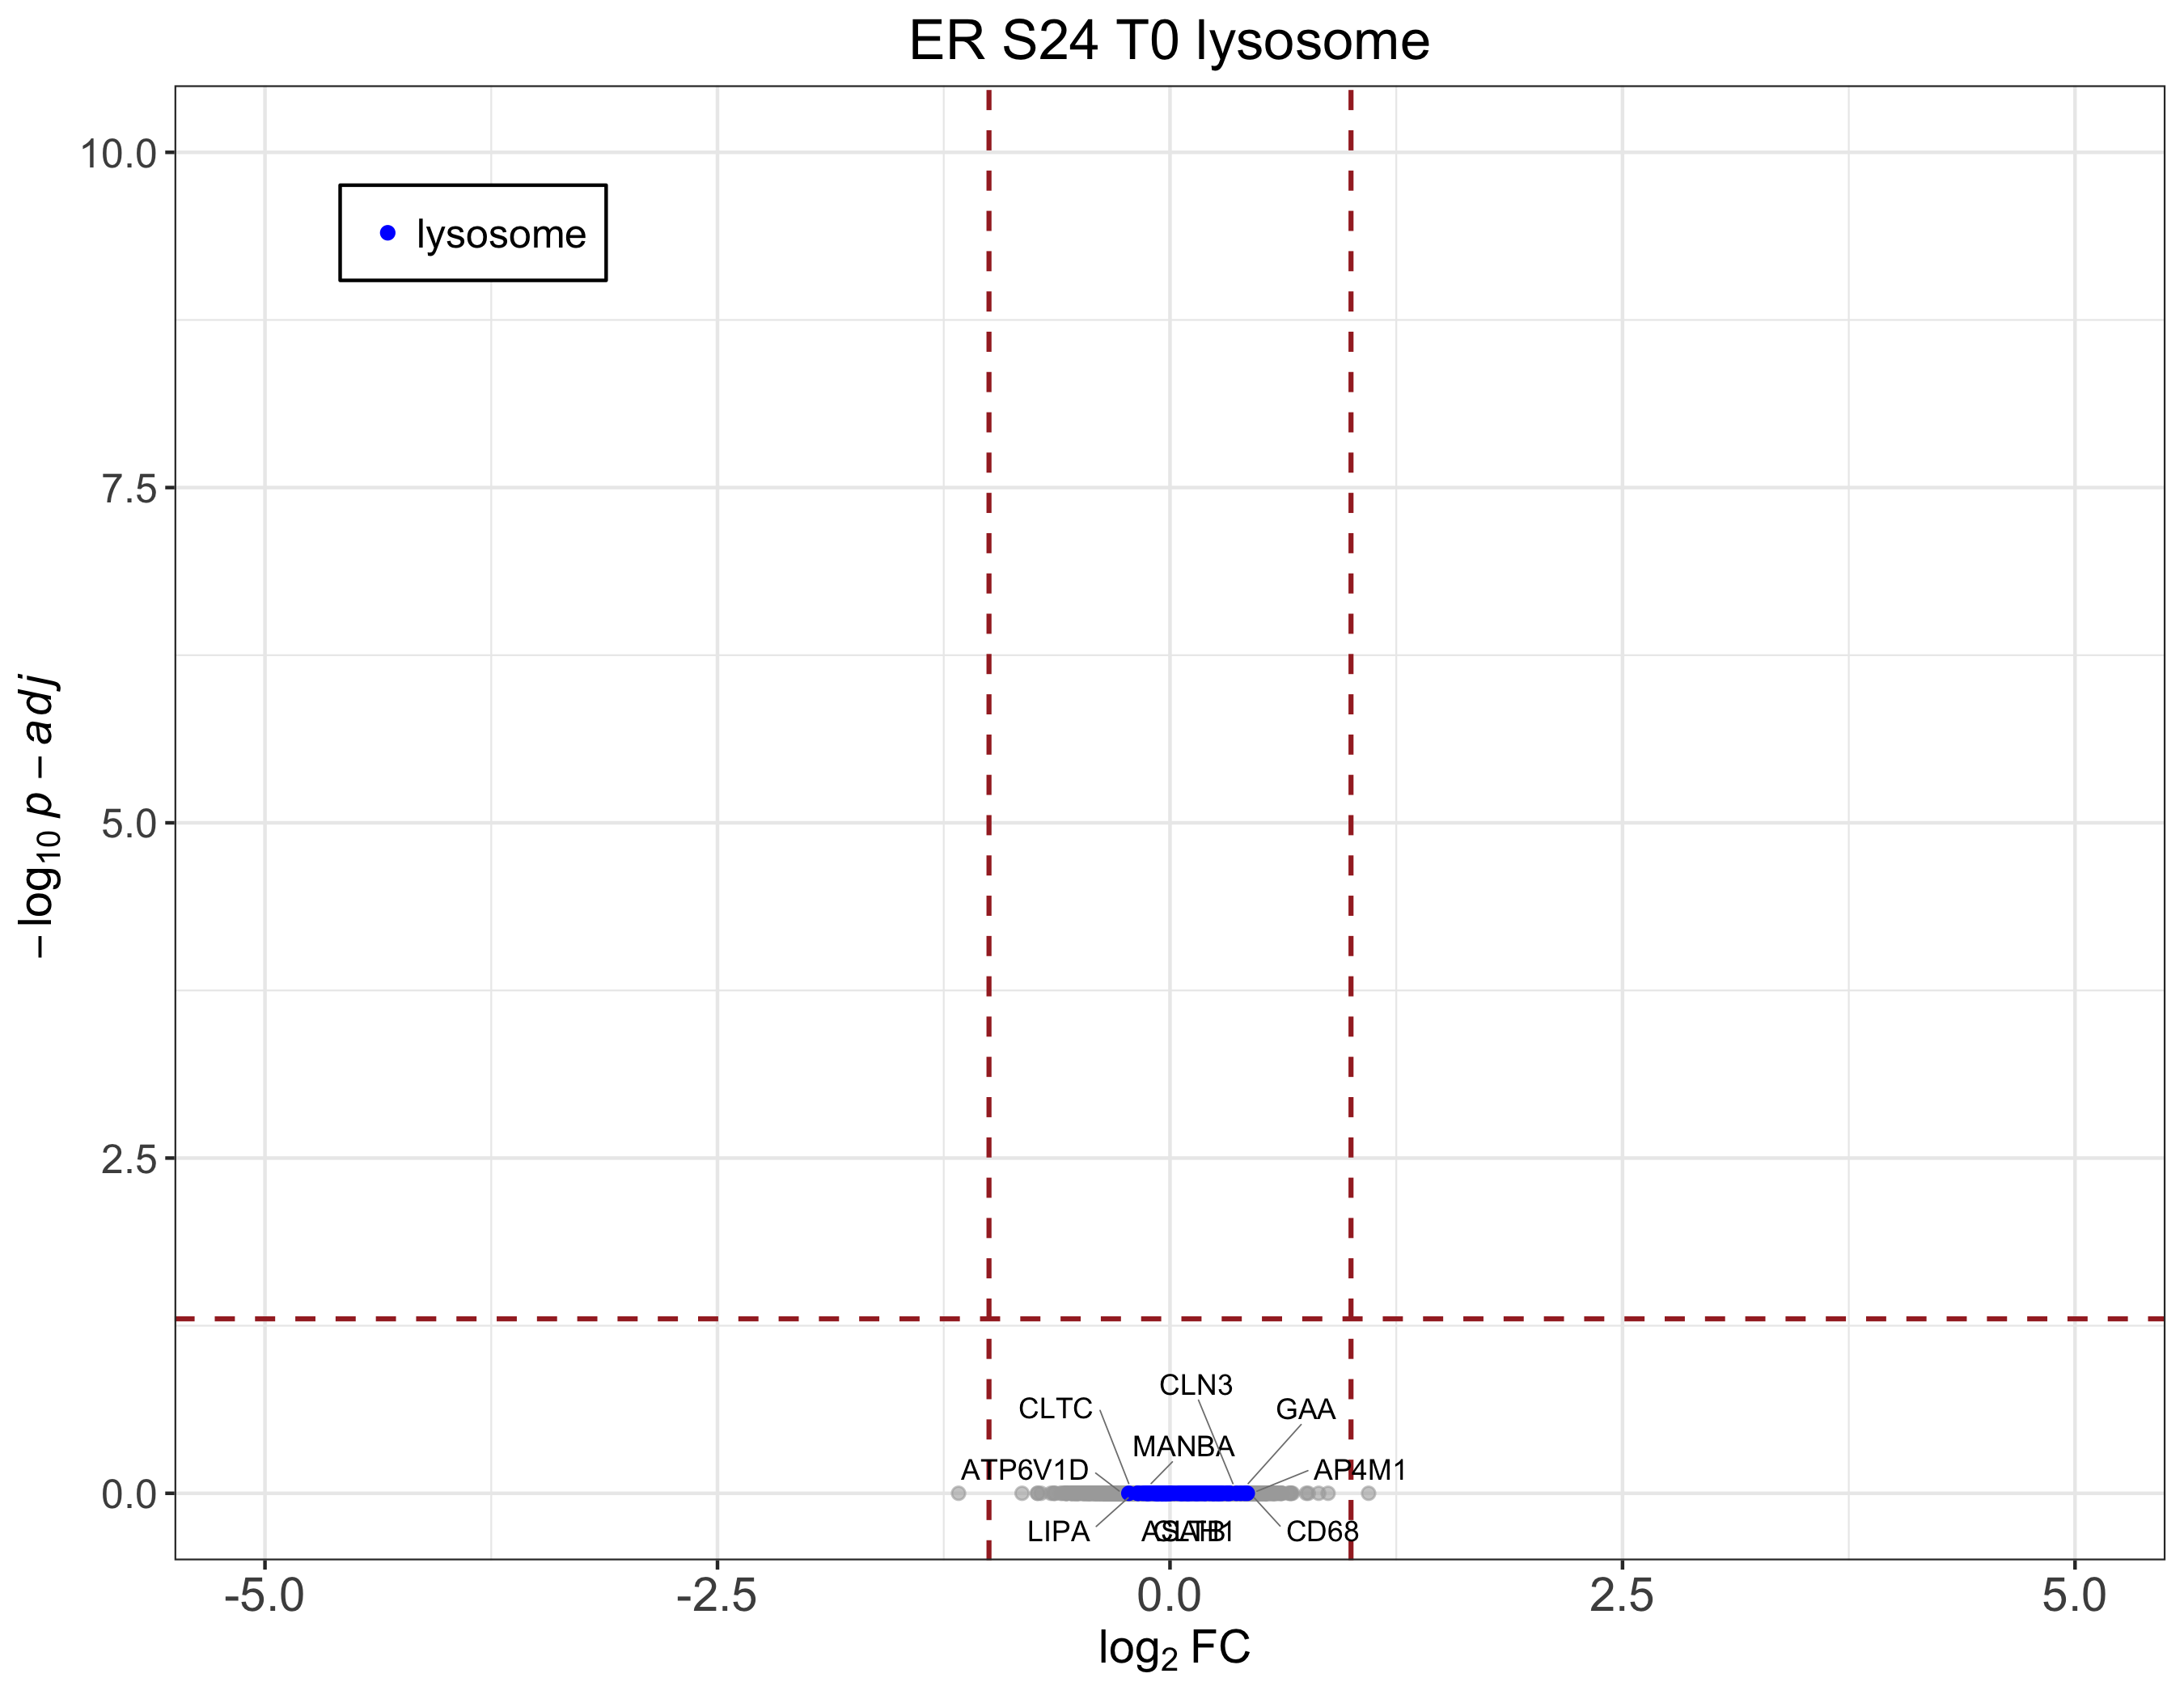 ER S24 T0 lysosome
10.0
lysosome
7.5
5.0
2.5
0.0
−log10 p − adj
CLN3
CLTC
GAA
MANBA
ATP6V1D
AP4M1
LIPA
CD68
-5.0
-2.5
0.0
2.5
5.0
log2 FC